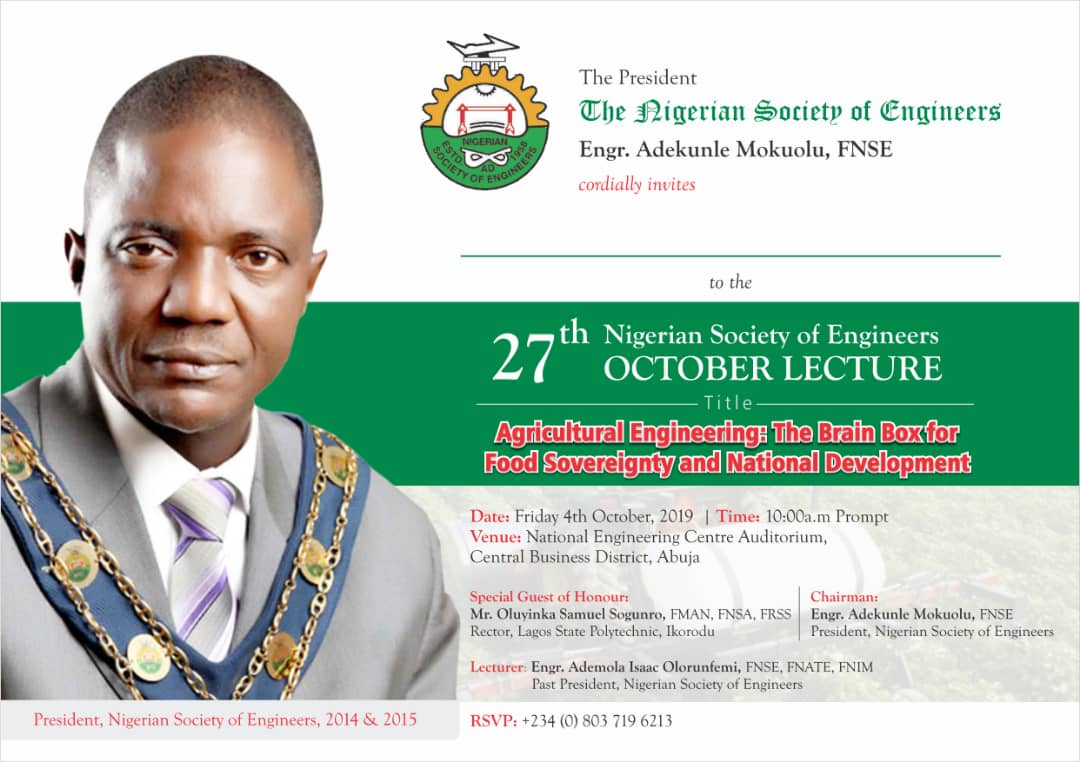 The President
The Nigerian Society of Engineers
Engr. Adekunle Mokuolu, FNSE
cordially invites
NIGERIAN
ESTD AD 1958
SOCIETY OF ENGINEERS
to the
27th Nigerian Society of Engineers
OCTOBER LECTURE
Title
Agricultural Engineering: The Brain Box for
Food Sovereignty and National Development
Date: Friday 4th October, 2019 | Time: 10:00a.m Prompt
Venue: National Engineering Centre Auditorium,
Central Business District, Abuja
Special Guest of Honour:
Mr. Oluyinka Samuel Sogunro, FMAN, FNSA, FRSS
Rector, Lagos State Polytechnic, Ikorodu
Chairman:
Engr. Adekunle Mokuolu, FNSE
President, Nigerian Society of Engineers
Lecturer: Engr. Ademola Isaac Olorunfemi, FNSE, FNATE, FNIM
Past President, Nigerian Society of Engineers
President, Nigerian Society of Engineers, 2014 & 2015
RSVP: +234 (0) 803 719 6213